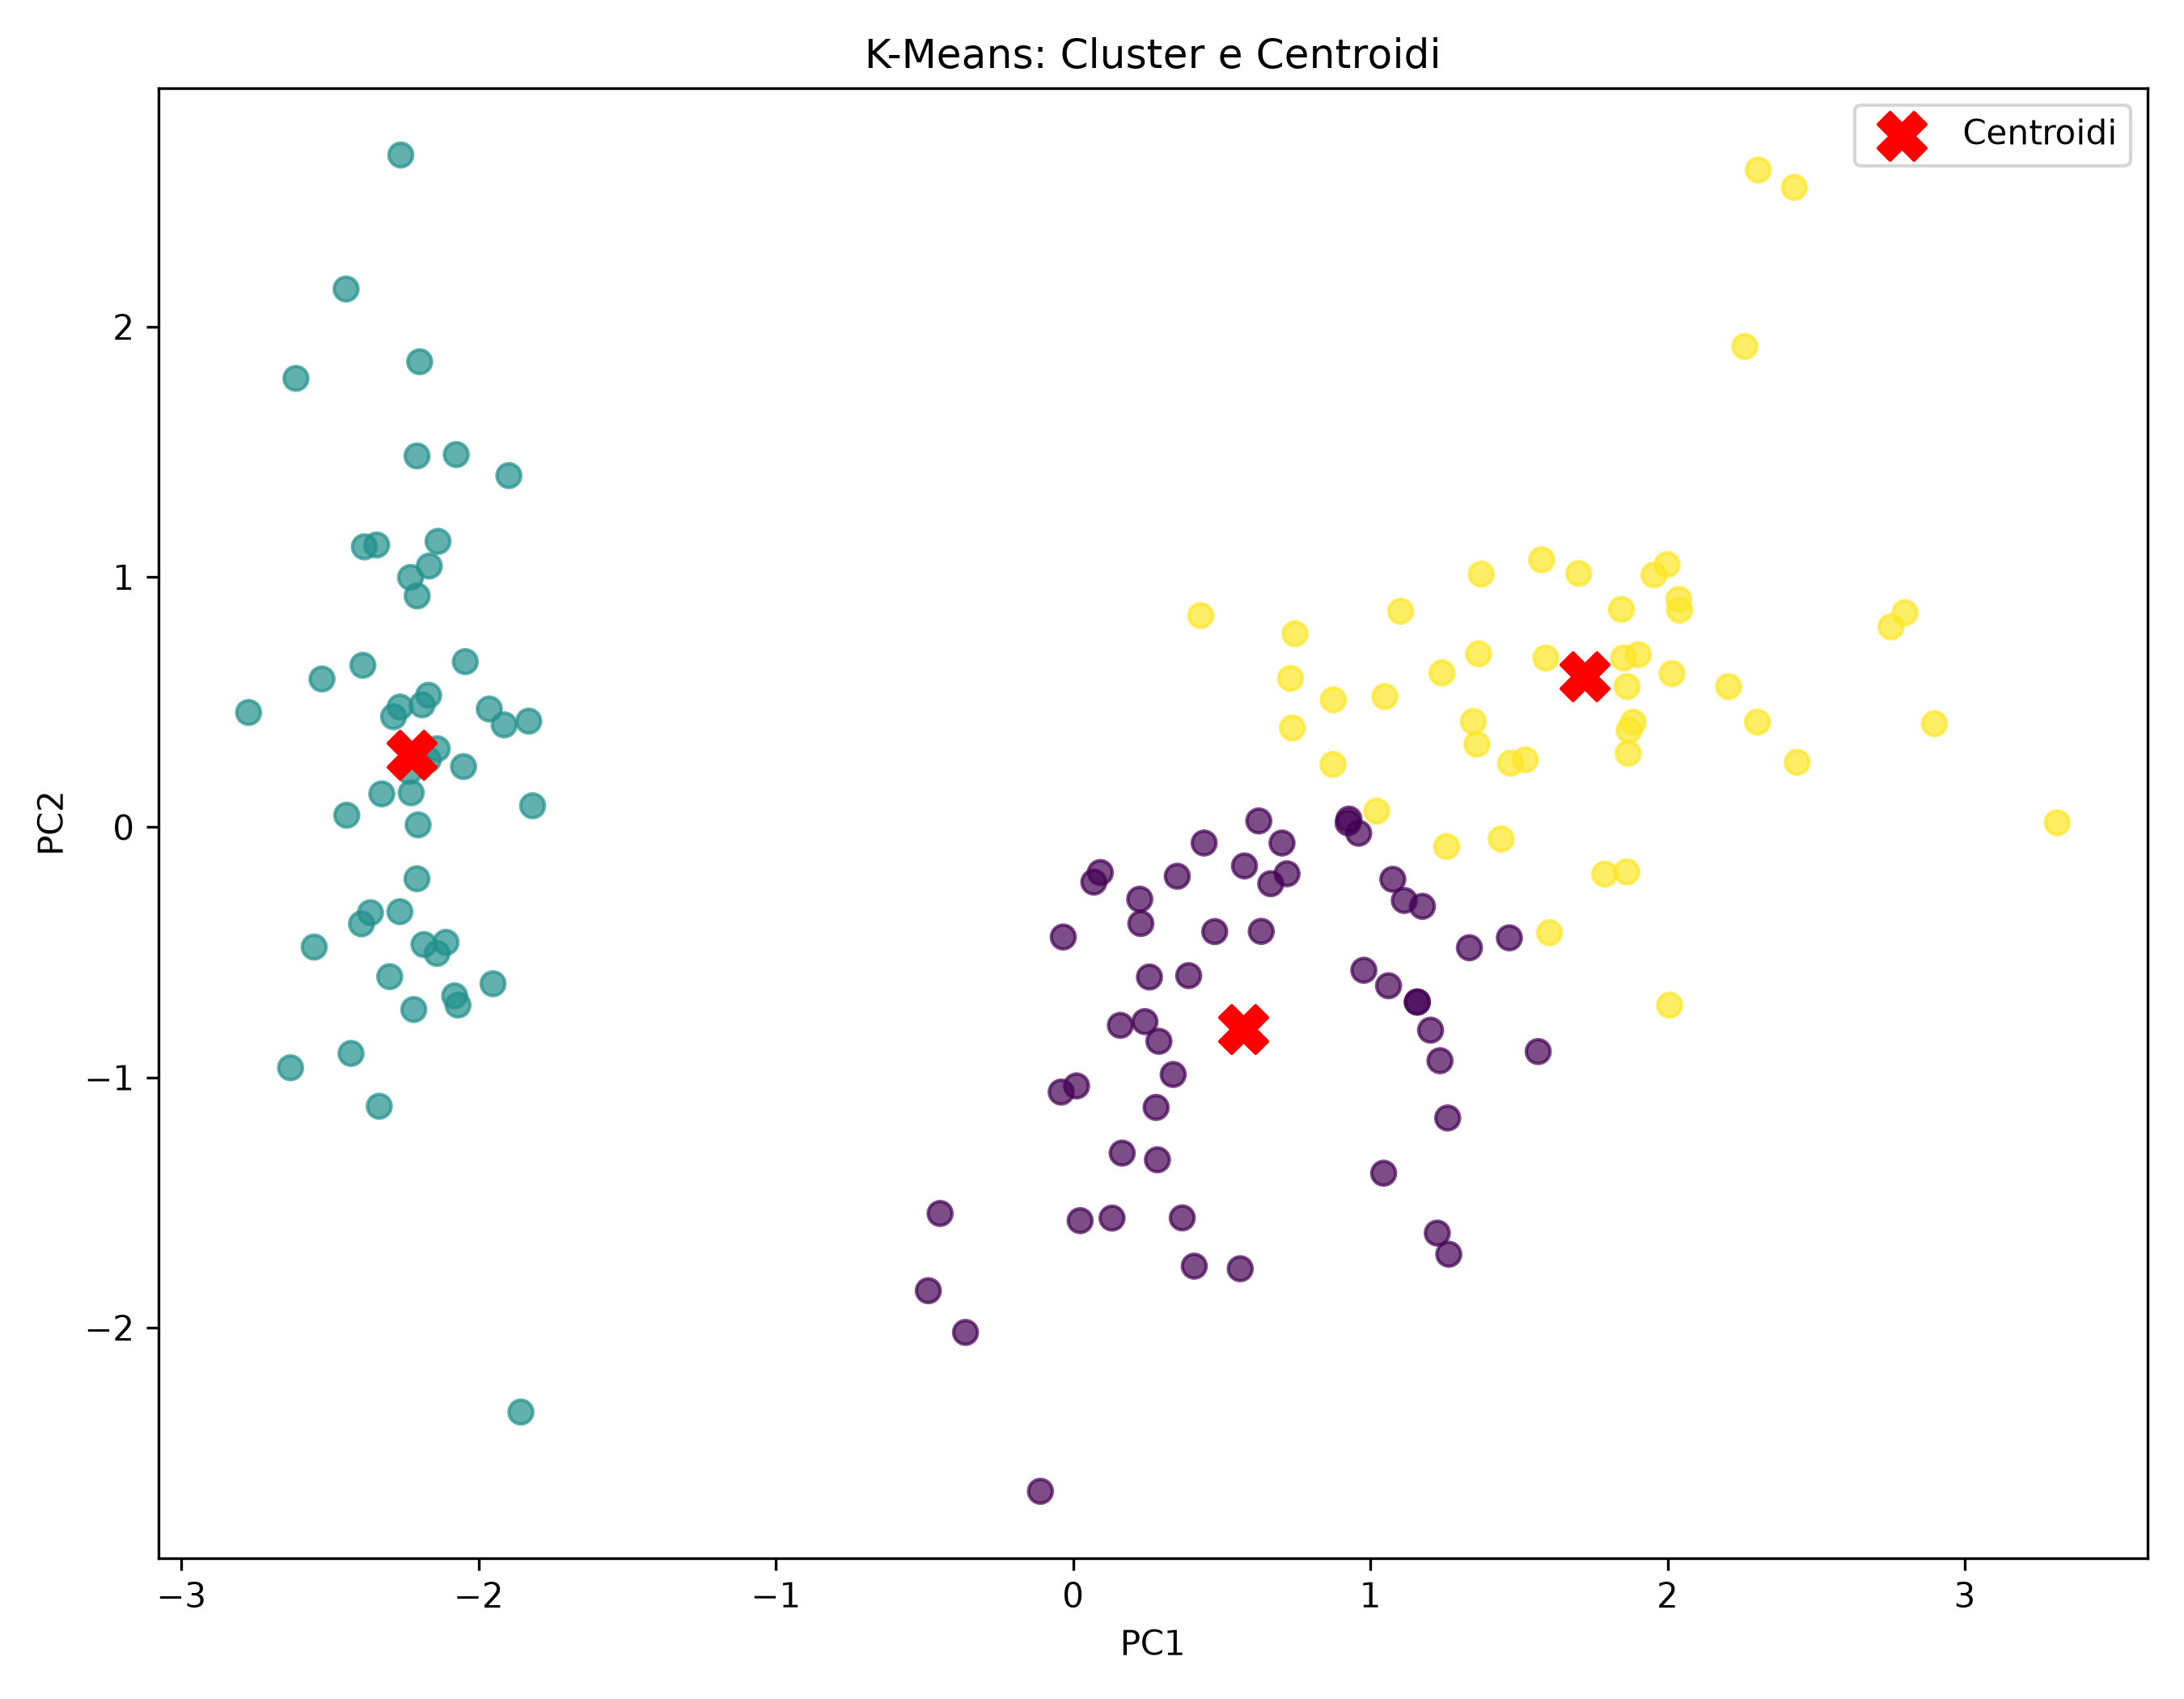 K-Means: Cluster e Centroidi
Centroidi
2
1
0
−1
−2
PC2
−3 −2 −1 0 1 2 3
PC1